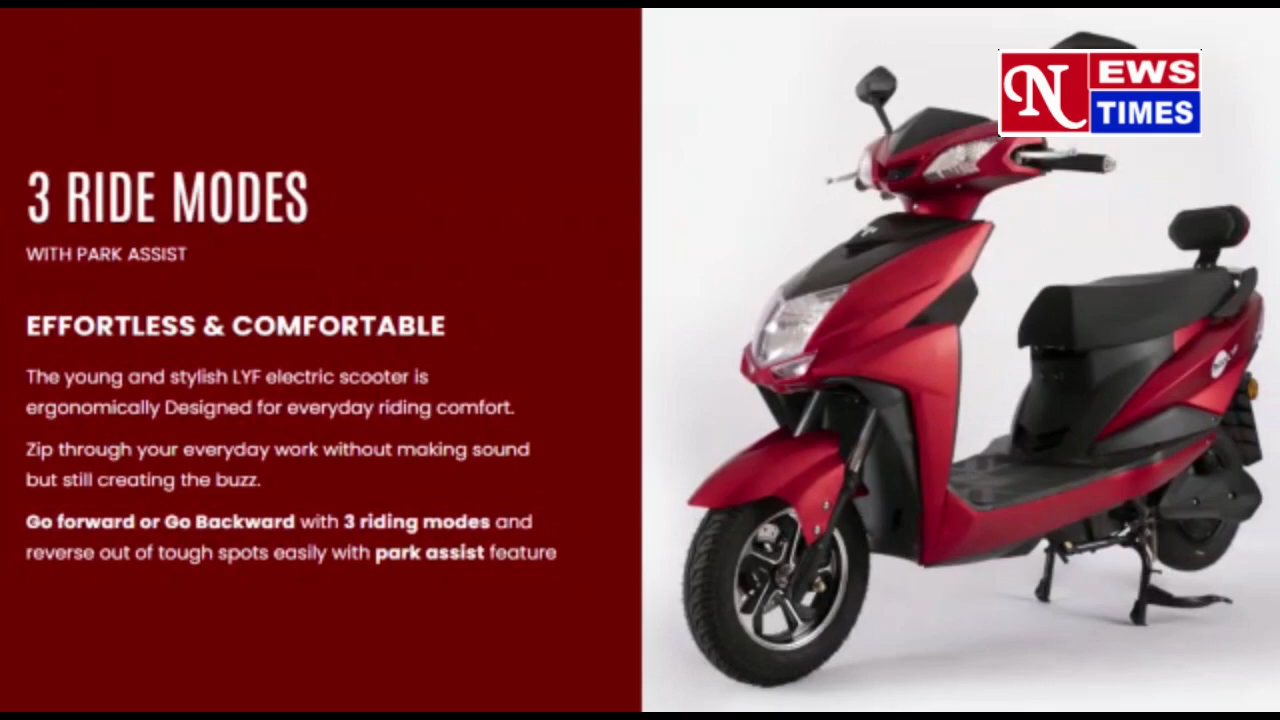 3 RIDE MODES
WITH PARK ASSIST
EFFORTLESS & COMFORTABLE
The young and stylish LYF electric scooter is
ergonomically Designed for everyday riding comfort.
Zip through your everyday work without making sound
but still creating the buzz.
Go forward or Go Backward with 3 riding modes and
reverse out of tough spots easily with park assist feature
NEWS
TIMES